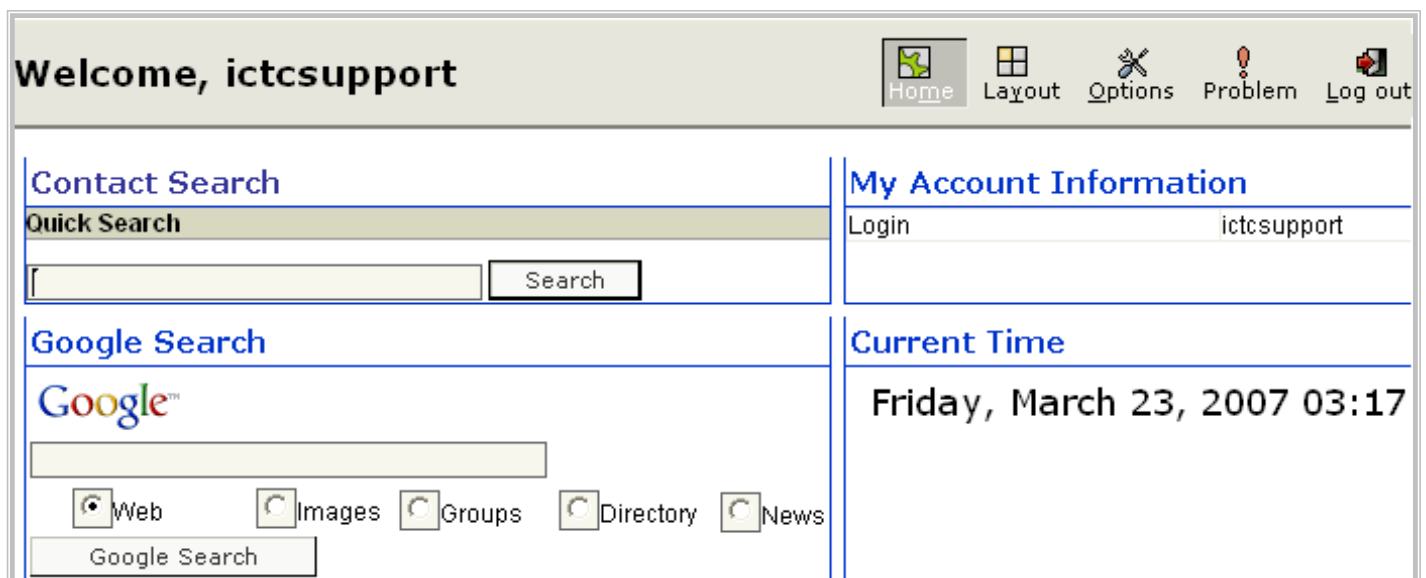 Welcome, ictcsupport
Home Layout Options Problem Log out
Contact Search
Quick Search
Search
My Account Information
Login ictcsupport
Google Search
Google™
Web Images Groups Directory News
Google Search
Current Time
Friday, March 23, 2007 03:17